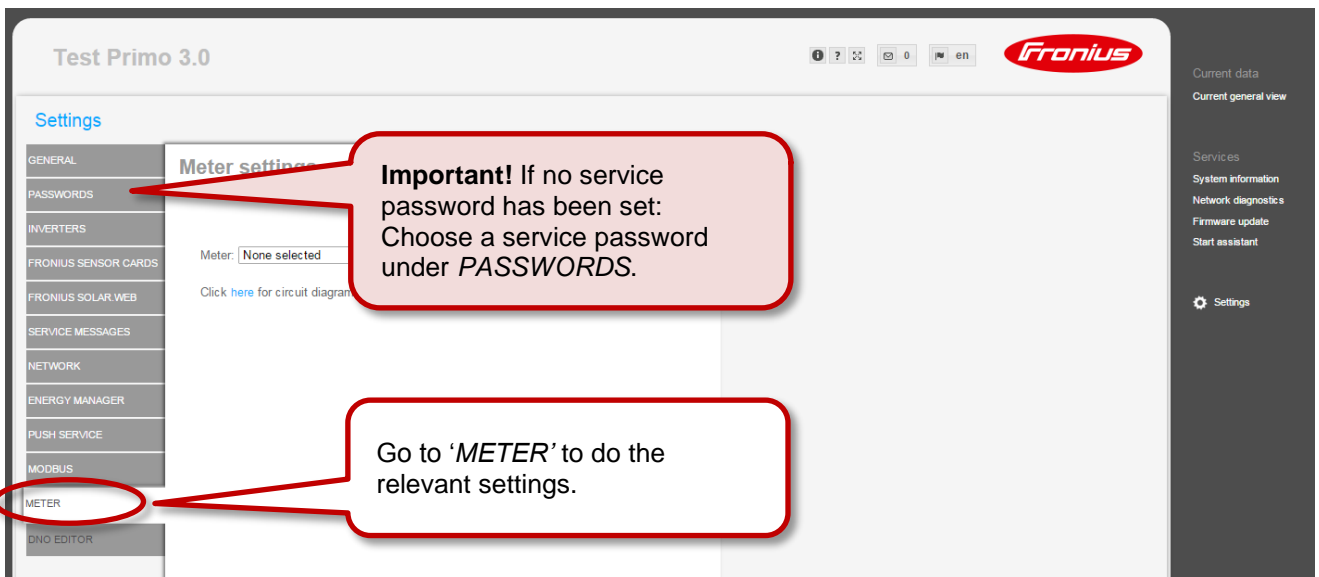 Test Primo 3.0
i ? 0 en
Fronius
Current data
Current general view
Services
System information
Network diagnostics
Firmware update
Start assistant
Settings
Settings
GENERAL
PASSWORDS
INVERTERS
FRONIUS SENSOR CARDS
FRONIUS SOLAR.WEB
SERVICE MESSAGES
NETWORK
ENERGY MANAGER
PUSH SERVICE
MODBUS
METER
DNO EDITOR
Meter settings
Meter: None selected
Click here for circuit diagram
Important! If no service
password has been set:
Choose a service password
under PASSWORDS.
Go to ‘METER’ to do the
relevant settings.